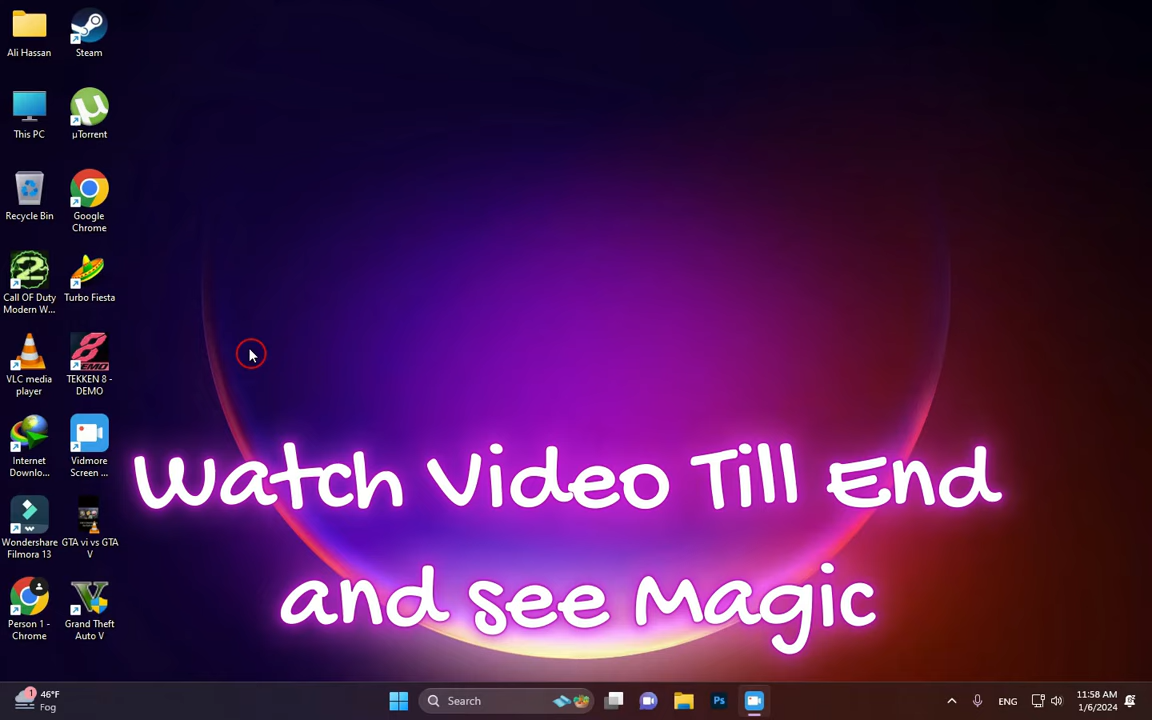 Ali Hassan
Steam
This PC
µTorrent
Recycle Bin
Google
Chrome
Call OF Duty
Modern W...
Turbo Fiesta
VLC media
player
TEKKEN 8 -
DEMO
Internet
Downlo...
Vidmore
Screen ...
Wondershare
Filmora 13
GTA vi vs GTA
V
Person 1 -
Chrome
Grand Theft
Auto V
Watch Video Till End
and see Magic
1
46°F
Fog
Search
Ps
ENG
11:58 AM
1/6/2024